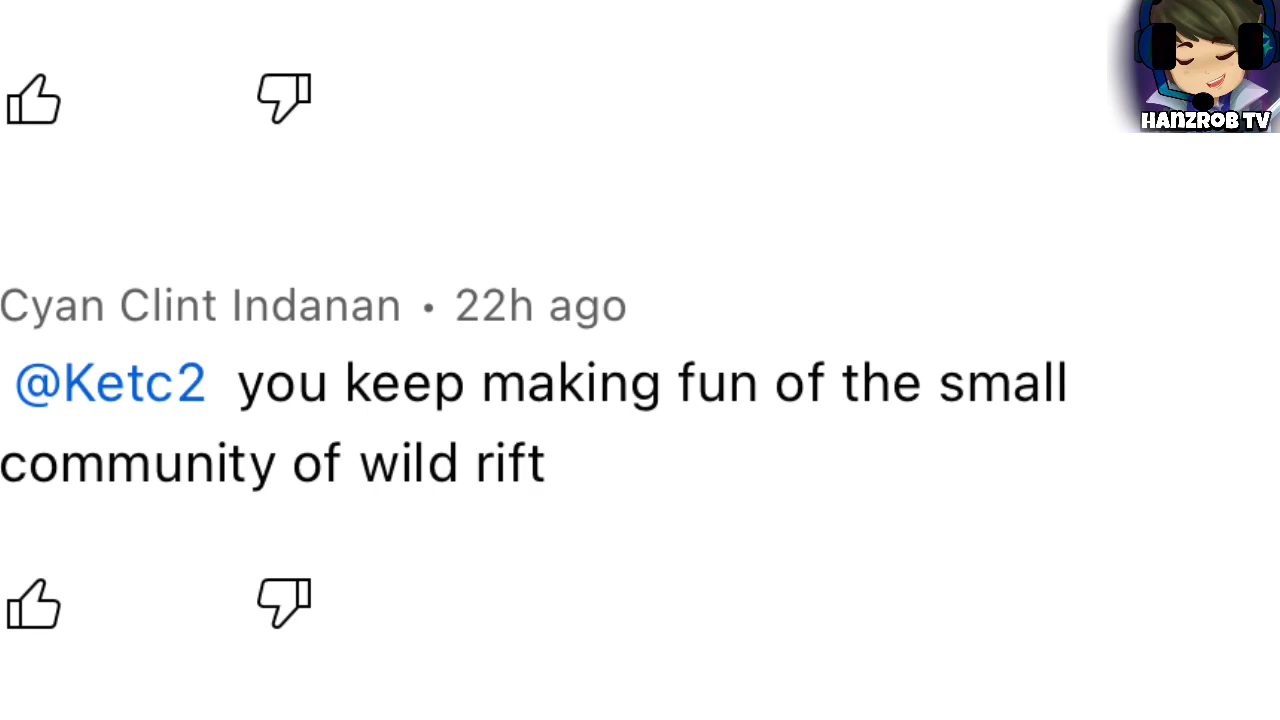 HANZROB TV
Cyan Clint Indanan • 22h ago
@Ketc2 you keep making fun of the small
community of wild rift